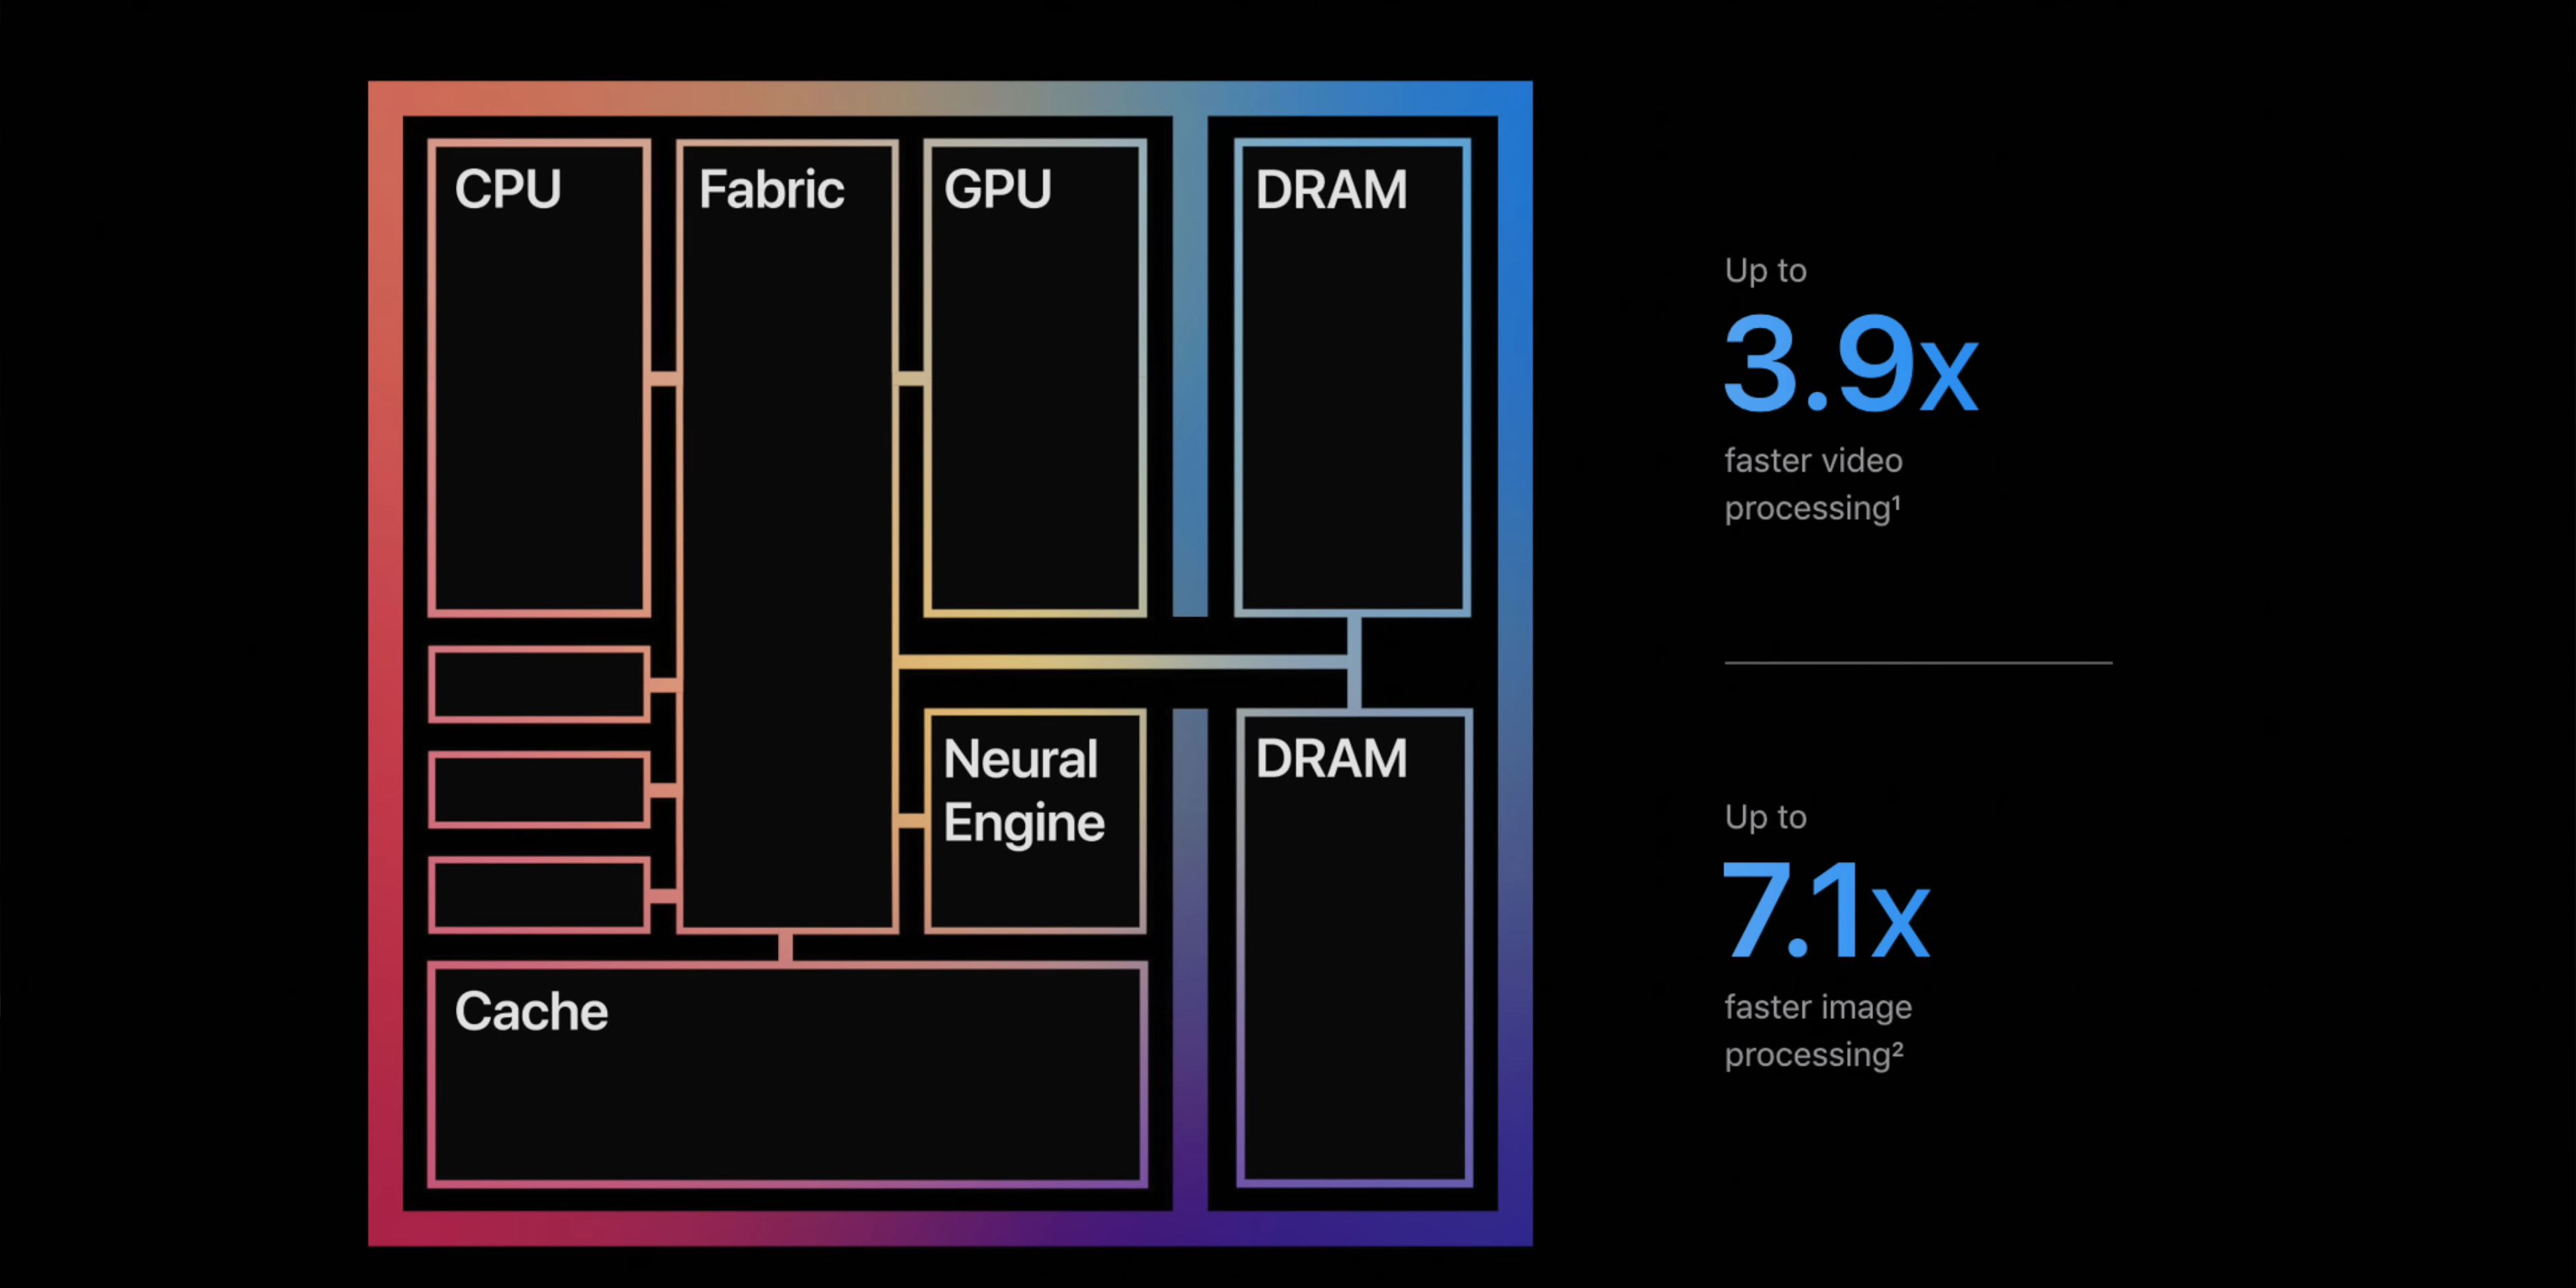 CPU
Fabric
GPU
DRAM
Neural
Engine
DRAM
Cache
Up to
3.9x
faster video
processing¹
Up to
7.1x
faster image
processing²